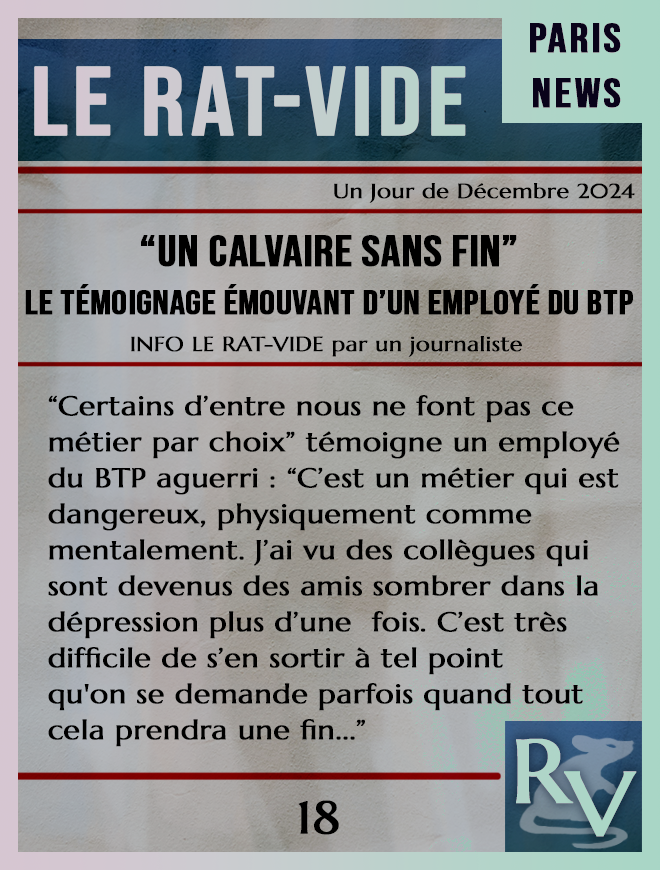 PARIS
NEWS
LE RAT-VIDE
Un Jour de Décembre 2024
“UN CALVAIRE SANS FIN”
LE TÉMOIGNAGE ÉMOUVANT D’UN EMPLOYÉ DU BTP
INFO LE RAT-VIDE par un journaliste
“Certains d’entre nous ne font pas ce
métier par choix” témoigne un employé
du BTP aguerri : “C’est un métier qui est
dangereux, physiquement comme
mentalement. J’ai vu des collègues qui
sont devenus des amis sombrer dans la
dépression plus d’une  fois. C’est très
difficile de s’en sortir à tel point
qu'on se demande parfois quand tout
cela prendra une fin...”
18
RV